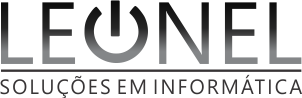 LEONEL
SOLUÇÕES EM INFORMÁTICA